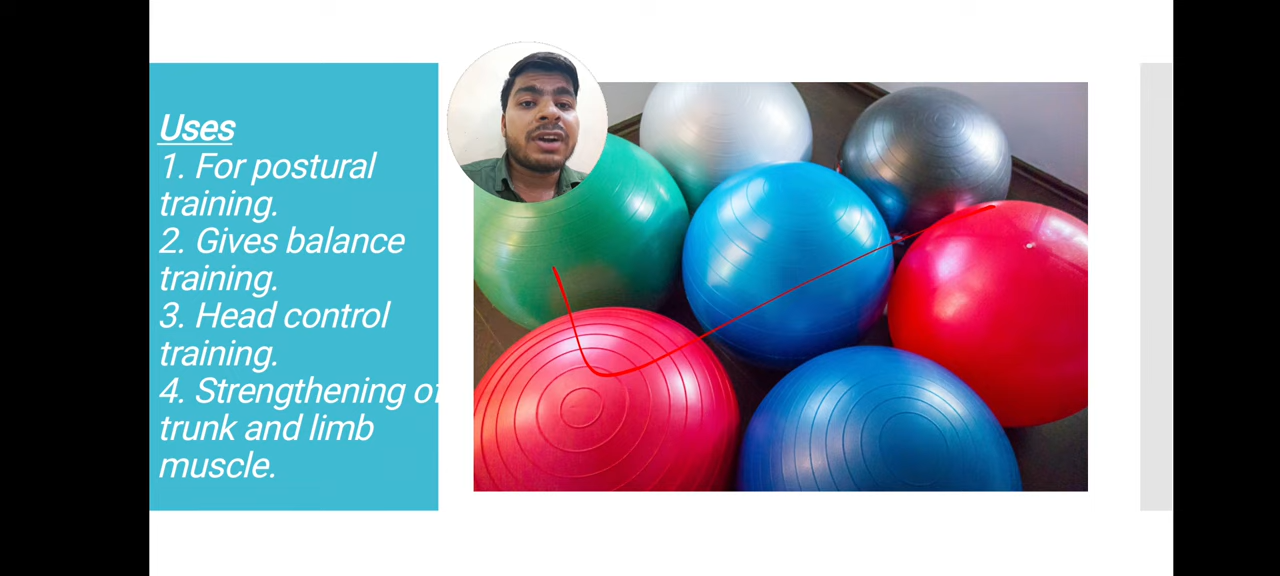 Uses
1. For postural
training.
2. Gives balance
training.
3. Head control
training.
4. Strengthening of
trunk and limb
muscle.